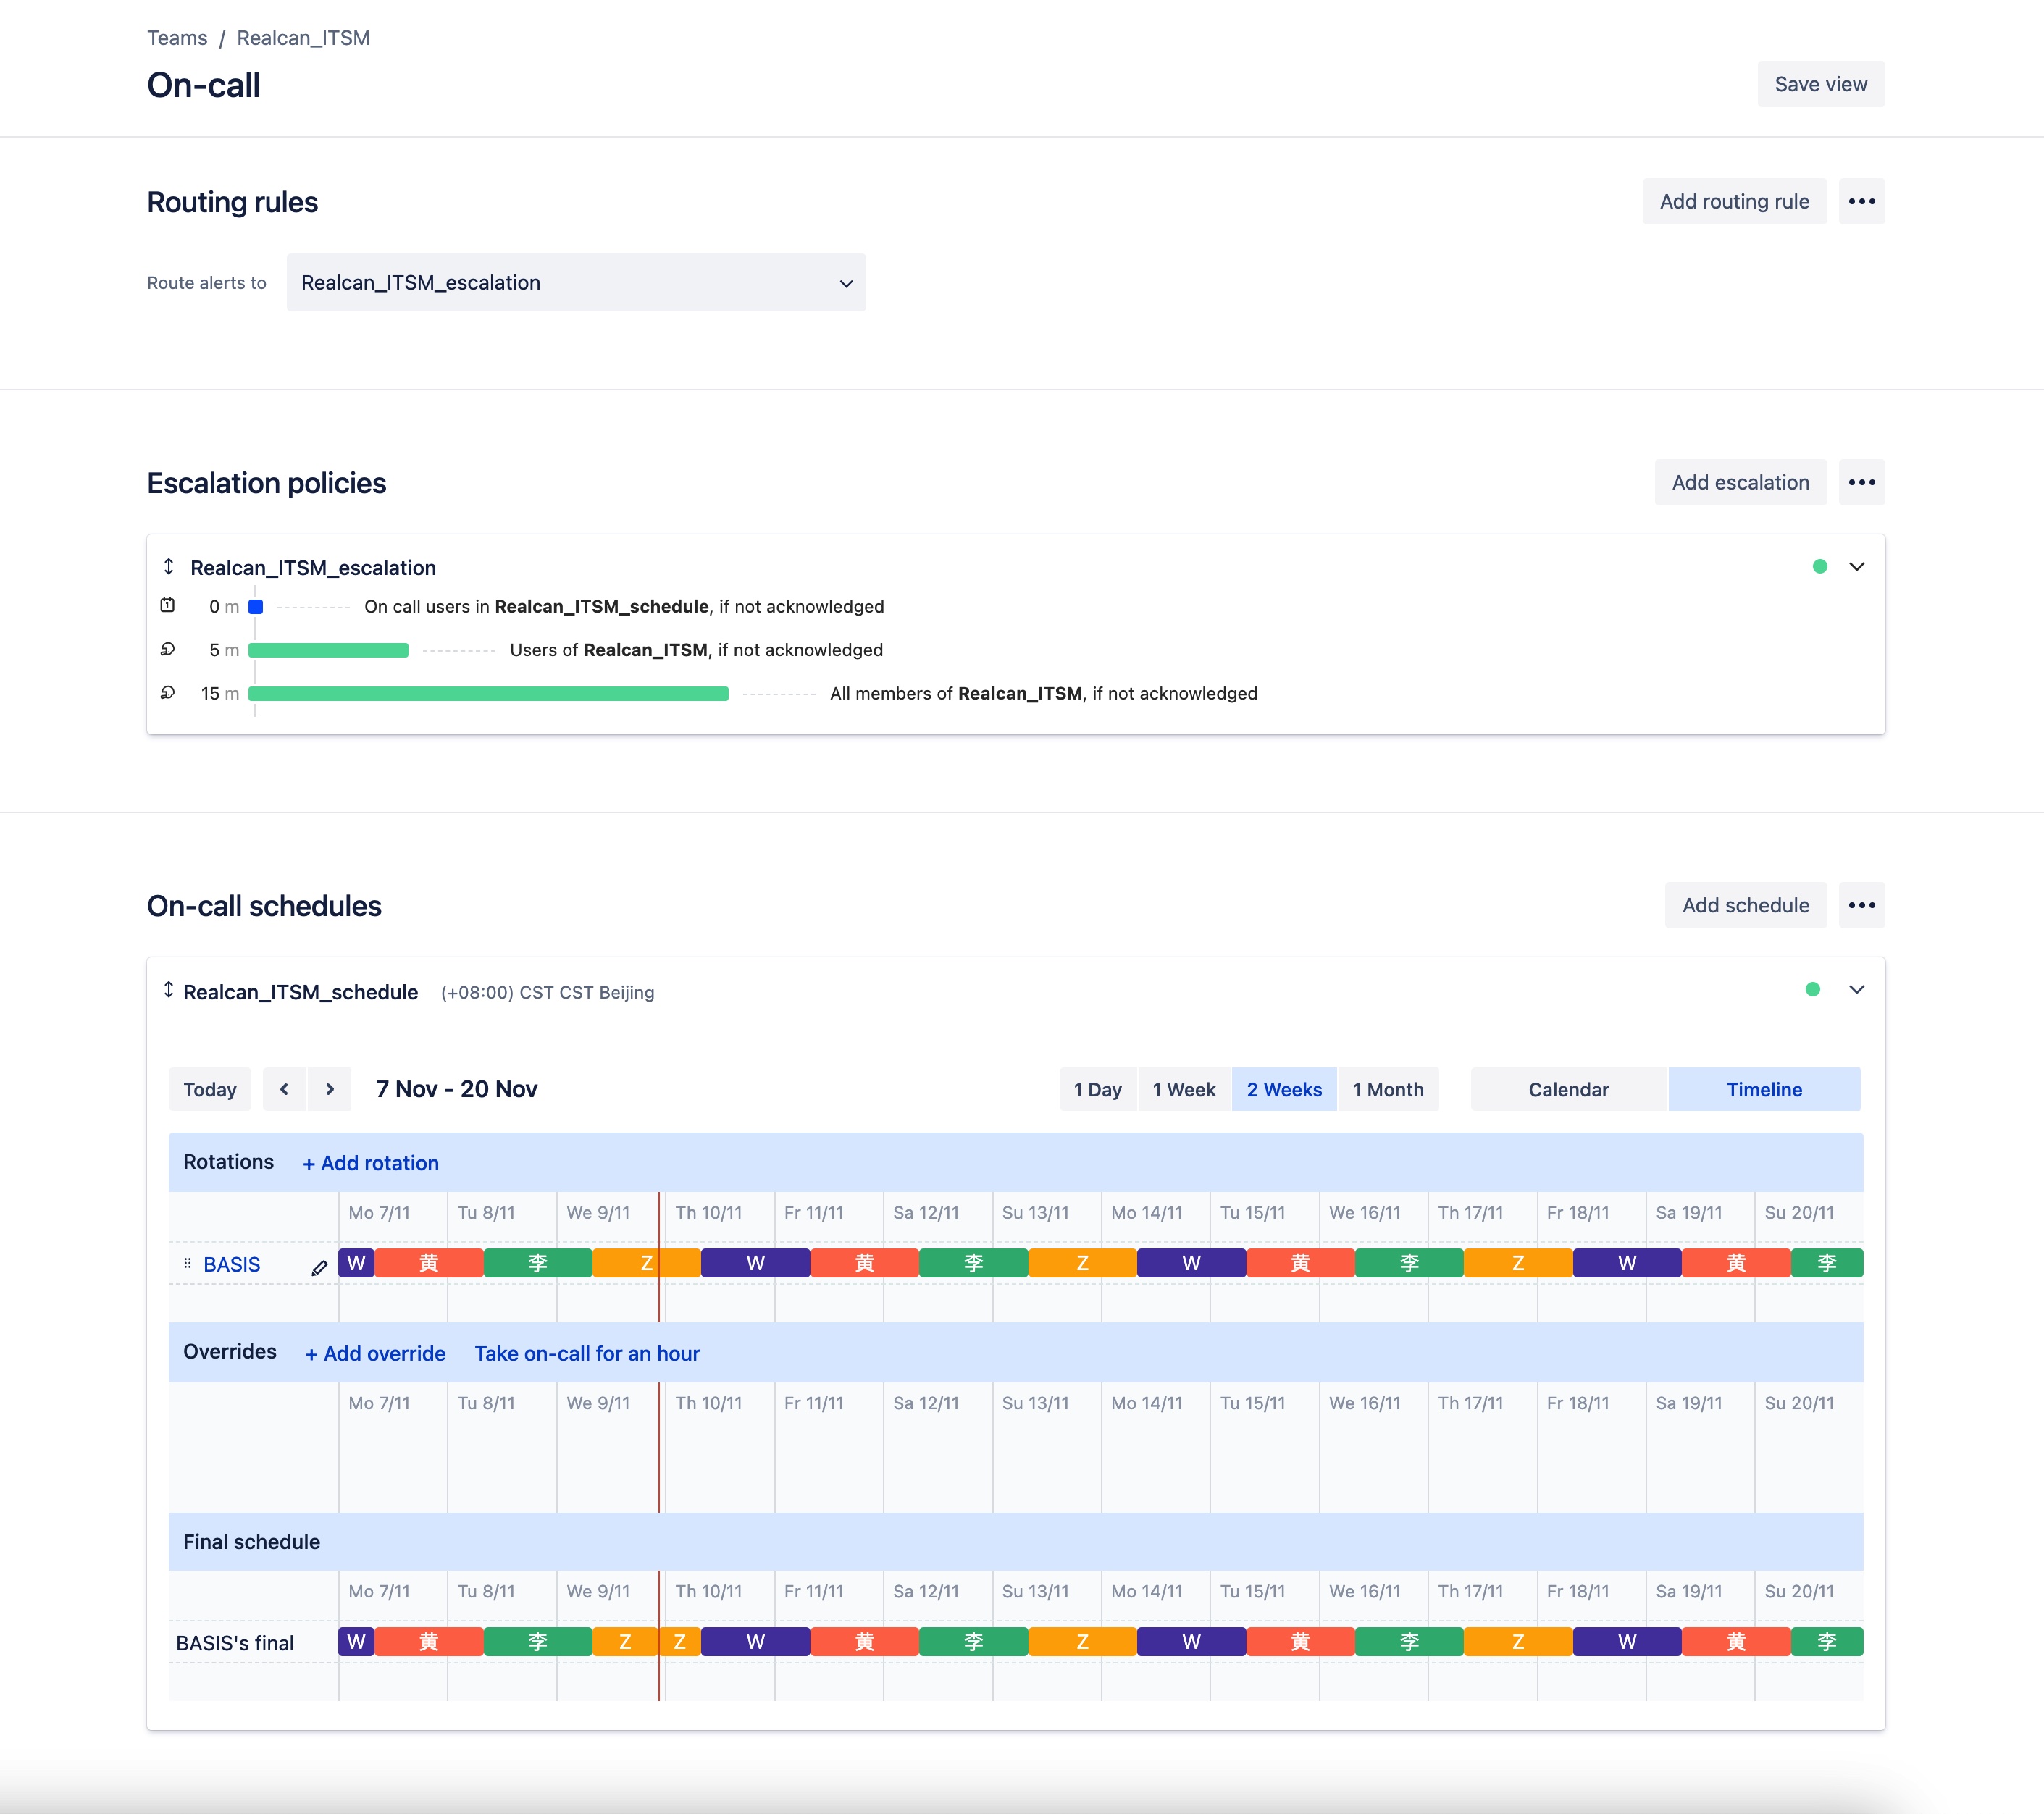 Teams / Realcan_ITSM
On-call
Save view
Routing rules
Add routing rule
Route alerts to
Realcan_ITSM_escalation
Escalation policies
Add escalation
Realcan_ITSM_escalation
0 m On call users in Realcan_ITSM_schedule, if not acknowledged
5 m Users of Realcan_ITSM, if not acknowledged
15 m All members of Realcan_ITSM, if not acknowledged
On-call schedules
Add schedule
Realcan_ITSM_schedule (+08:00) CST CST Beijing
Today 7 Nov - 20 Nov 1 Day 1 Week 2 Weeks 1 Month Calendar Timeline
Rotations + Add rotation
Mo 7/11 Tu 8/11 We 9/11 Th 10/11 Fr 11/11 Sa 12/11 Su 13/11 Mo 14/11 Tu 15/11 We 16/11 Th 17/11 Fr 18/11 Sa 19/11 Su 20/11
BASIS W 黄 李 Z W 黄 李 Z W 黄 李 Z W 黄 李
Overrides + Add override Take on-call for an hour
Mo 7/11 Tu 8/11 We 9/11 Th 10/11 Fr 11/11 Sa 12/11 Su 13/11 Mo 14/11 Tu 15/11 We 16/11 Th 17/11 Fr 18/11 Sa 19/11 Su 20/11
Final schedule
Mo 7/11 Tu 8/11 We 9/11 Th 10/11 Fr 11/11 Sa 12/11 Su 13/11 Mo 14/11 Tu 15/11 We 16/11 Th 17/11 Fr 18/11 Sa 19/11 Su 20/11
BASIS's final W 黄 李 Z Z W 黄 李 Z W 黄 李 Z W 黄 李